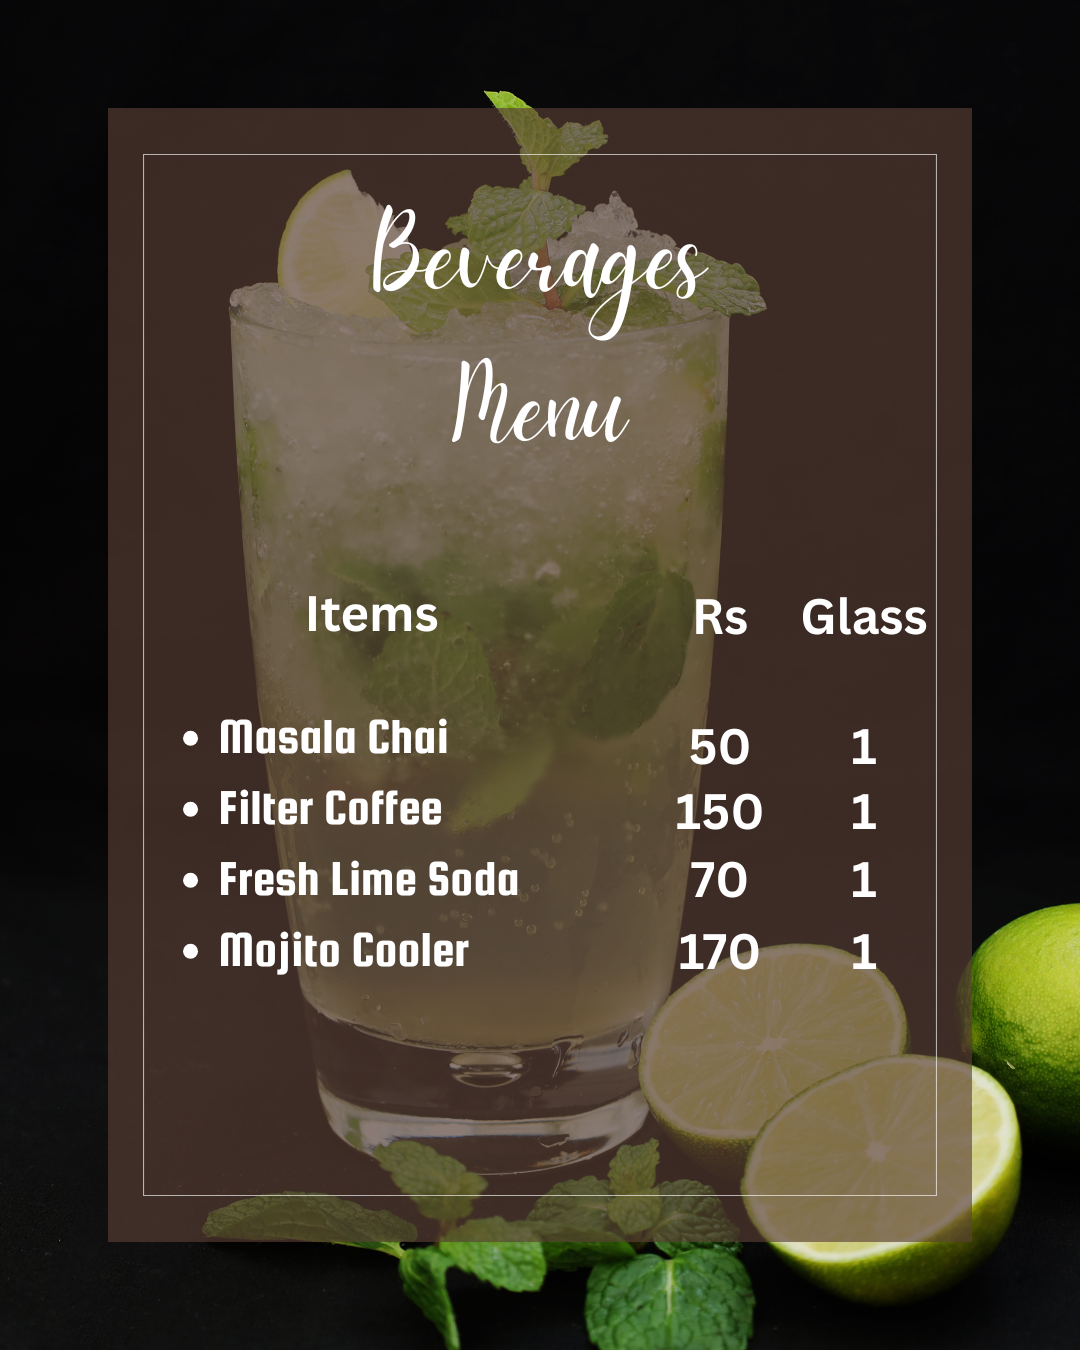 Beverages
Menu
Items Rs Glass
• Masala Chai 50 1
• Filter Coffee 150 1
• Fresh Lime Soda 70 1
• Mojito Cooler 170 1